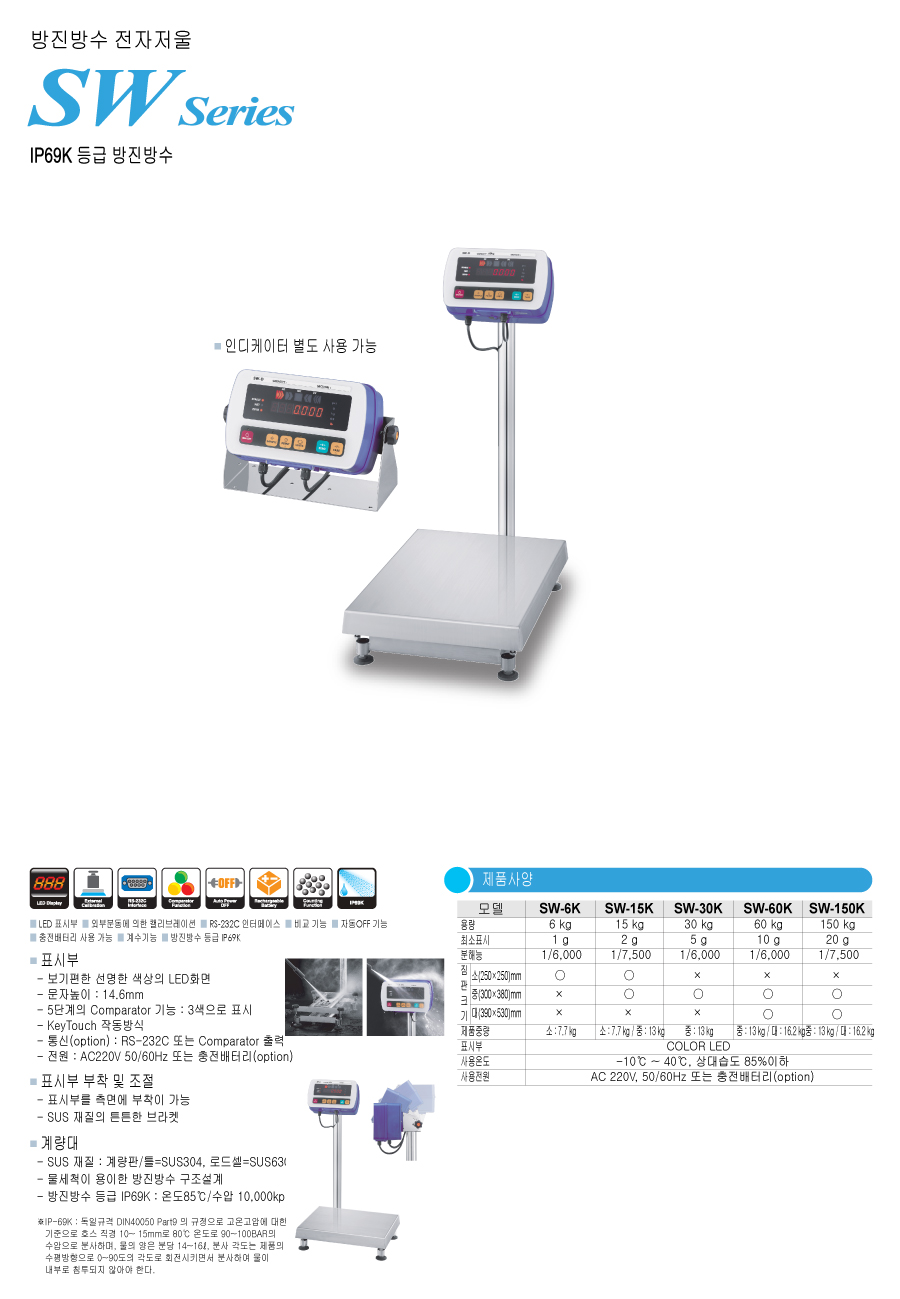 방진방수 전자저울
SW Series
IP69K 등급 방진방수
■ 인디케이터 별도 사용 가능
SW-D
0.000
888
LED Display
External Calibration
RS-232C Interface
Comparator Function
OFF
Auto Power OFF
Rechargeable Battery
Counting Function
IP69K
■ LED 표시부 ■ 외부분동에 의한 캘리브레이션 ■ RS-232C 인터페이스 ■ 비교 기능 ■ 자동OFF 기능
■ 충전배터리 사용 가능 ■ 계수기능 ■ 방진방수 등급 IP69K
■ 표시부
- 보기편한 선명한 색상의 LED화면
- 문자높이 : 14.6mm
- 5단계의 Comparator 기능 : 3색으로 표시
- KeyTouch 작동방식
- 통신(option) : RS-232C 또는 Comparator 출력
- 전원 : AC220V 50/60Hz 또는 충전배터리(option)
■ 표시부 부착 및 조절
- 표시부를 측면에 부착이 가능
- SUS 재질의 튼튼한 브라켓
■ 계량대
- SUS 재질 : 계량판/틀=SUS304, 로드셀=SUS630
- 물세척이 용이한 방진방수 구조설계
- 방진방수 등급 IP69K : 온도85℃/수압 10,000kp
※IP-69K : 독일규격 DIN40050 Part9 의 규정으로 고온고압에 대한
기준으로 호스 직경 10~ 15mm로 80℃ 온도로 90~100BAR의
수압으로 분사하며, 물의 양은 분당 14~16ℓ, 분사 각도는 제품의
수평방향으로 0~90도의 각도로 회전시키면서 분사하여 물이
내부로 침투되지 않아야 한다.
제품사양
모델 SW-6K SW-15K SW-30K SW-60K SW-150K
용량 6 kg 15 kg 30 kg 60 kg 150 kg
최소표시 1 g 2 g 5 g 10 g 20 g
분해능 1/6,000 1/7,500 1/6,000 1/6,000 1/7,500
짐판크기 소(250×250)mm ○ ○ × × ×
중(300×380)mm × ○ ○ ○ ○
대(390×530)mm × × × ○ ○
제품중량 소 : 7.7 kg 소 : 7.7 kg / 중 : 13 kg 중 : 13 kg 중 : 13 kg / 대 : 16.2 kg 중 : 13 kg / 대 : 16.2 kg
표시부 COLOR LED
사용온도 -10℃ ~ 40℃, 상대습도 85%이하
사용전원 AC 220V, 50/60Hz 또는 충전배터리(option)